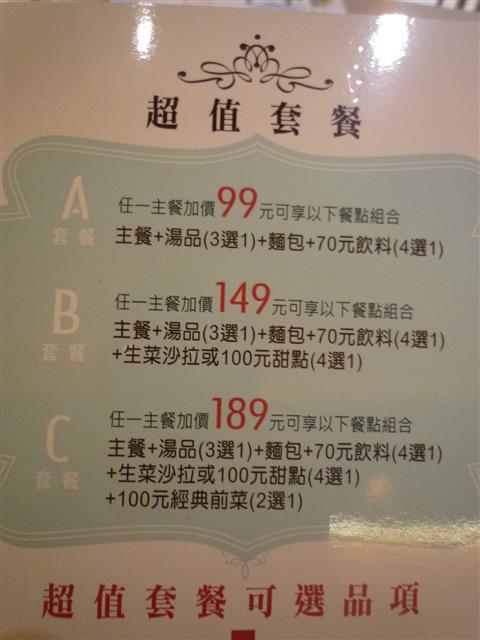 超值套餐
A
套餐
任一主餐加價99元可享以下餐點組合
主餐+湯品(3選1)+麵包+70元飲料(4選1)
B
套餐
任一主餐加價149元可享以下餐點組合
主餐+湯品(3選1)+麵包+70元飲料(4選1)
+生菜沙拉或100元甜點(4選1)
C
套餐
任一主餐加價189元可享以下餐點組合
主餐+湯品(3選1)+麵包+70元飲料(4選1)
+生菜沙拉或100元甜點(4選1)
+100元經典前菜(2選1)
超值套餐可選品項